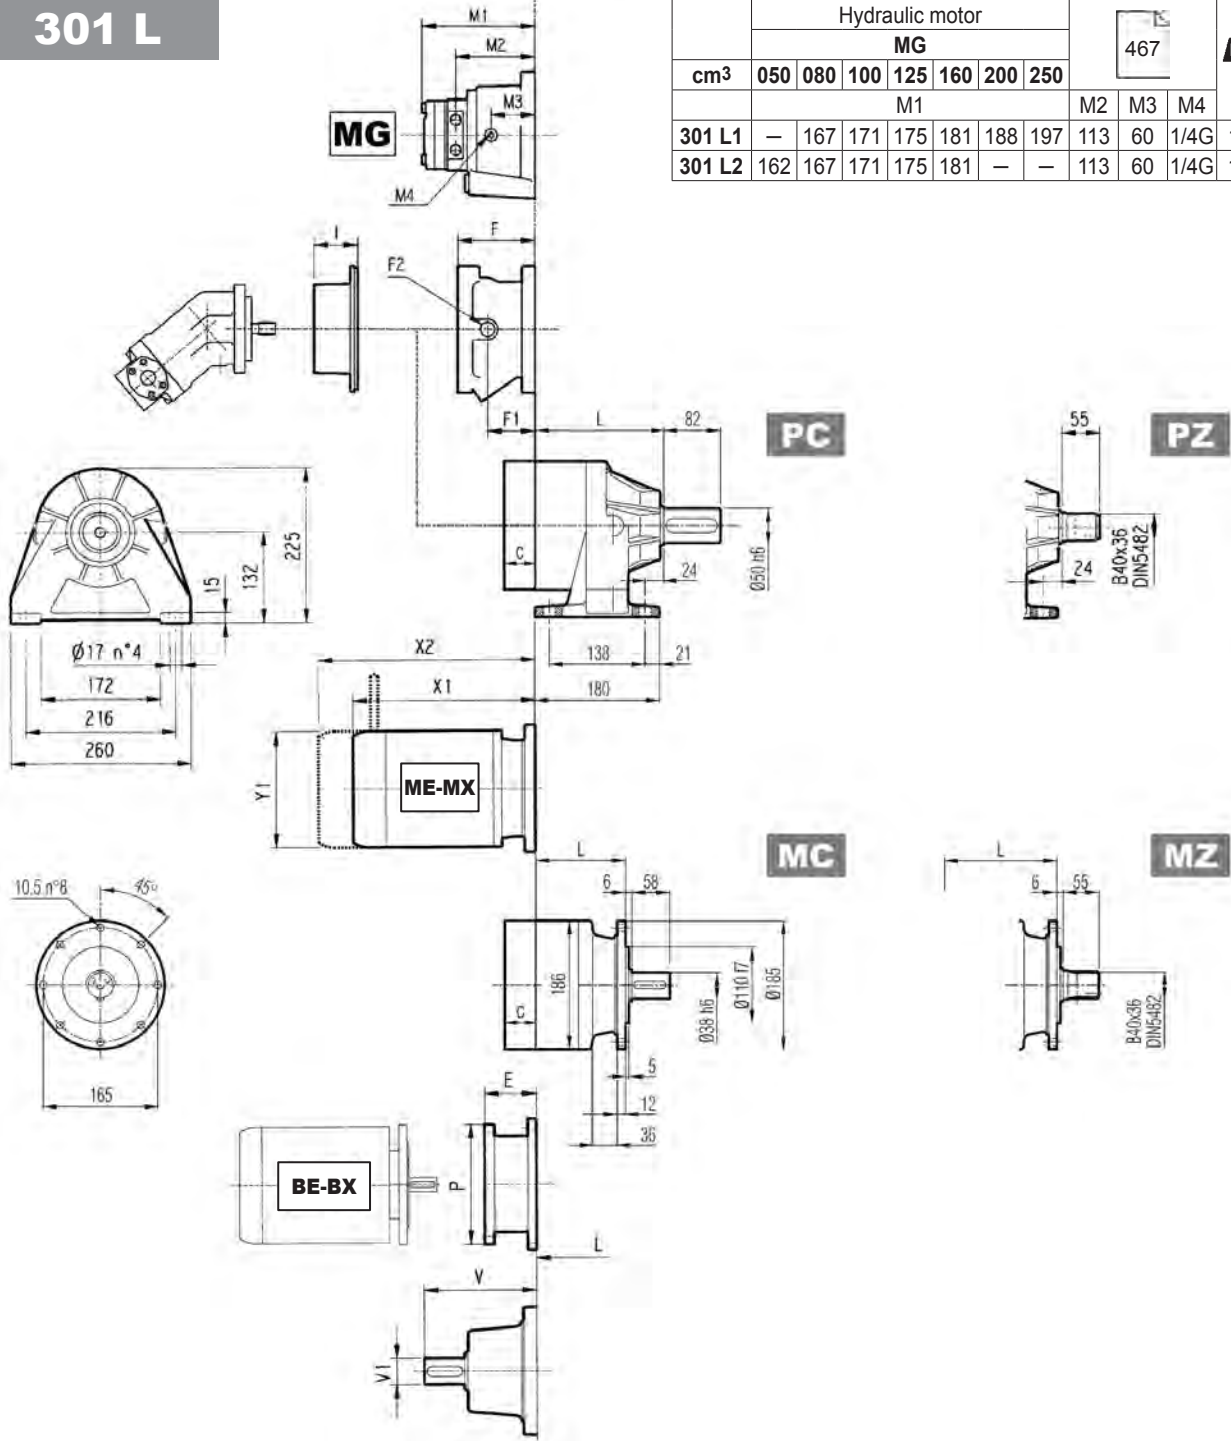 301 L
Hydraulic motor
MG
467
cm3 050 080 100 125 160 200 250
M1 M2 M3 M4
301 L1 — 167 171 175 181 188 197 113 60 1/4G
301 L2 162 167 171 175 181 — — 113 60 1/4G
M1
M2
M3
MG
M4
I
F
F2
F1
L
82
PC
55
PZ
C
24
Ø50 h6
24
B40x36
DIN5482
225
132
15
Ø17 n°4
172
216
260
138
21
180
X2
X1
Y1
ME-MX
MC
L
6
58
186
C
Ø38 h6
Ø110 f7
Ø185
5
12
36
MZ
L
6
55
B40x36
DIN5482
10.5 n°8
45°
165
E
P
BE-BX
L
V
V1